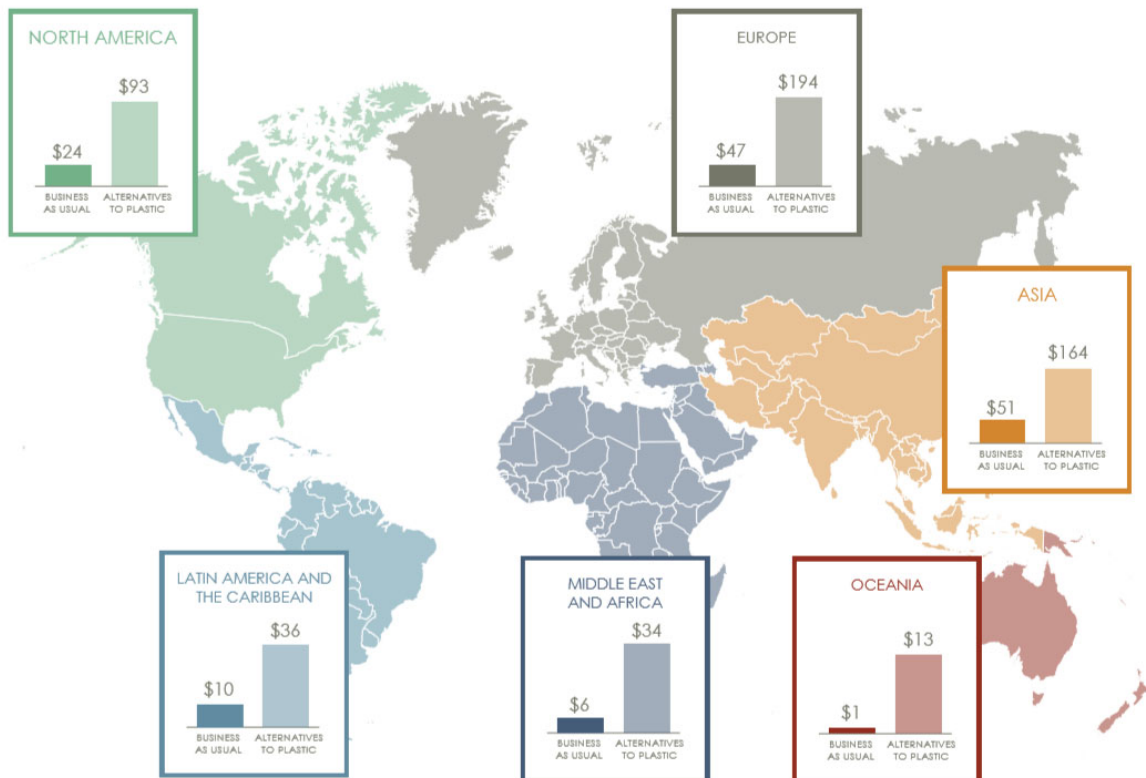 NORTH AMERICA
$93
$24
BUSINESS
AS USUAL
ALTERNATIVES
TO PLASTIC
EUROPE
$194
$47
BUSINESS
AS USUAL
ALTERNATIVES
TO PLASTIC
ASIA
$164
$51
BUSINESS
AS USUAL
ALTERNATIVES
TO PLASTIC
LATIN AMERICA AND
THE CARIBBEAN
$36
$10
BUSINESS
AS USUAL
ALTERNATIVES
TO PLASTIC
MIDDLE EAST
AND AFRICA
$34
$6
BUSINESS
AS USUAL
ALTERNATIVES
TO PLASTIC
OCEANIA
$13
$1
BUSINESS
AS USUAL
ALTERNATIVES
TO PLASTIC